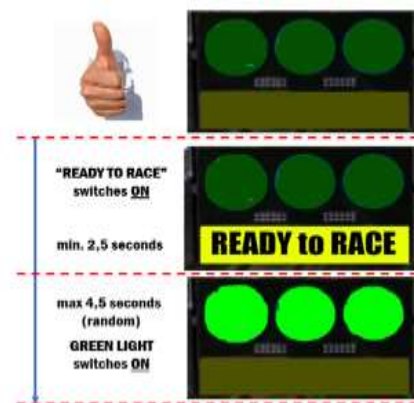 "READY TO RACE"
switches ON
min. 2,5 seconds
READY to RACE
max 4,5 seconds
(random)
GREEN LIGHT
switches ON